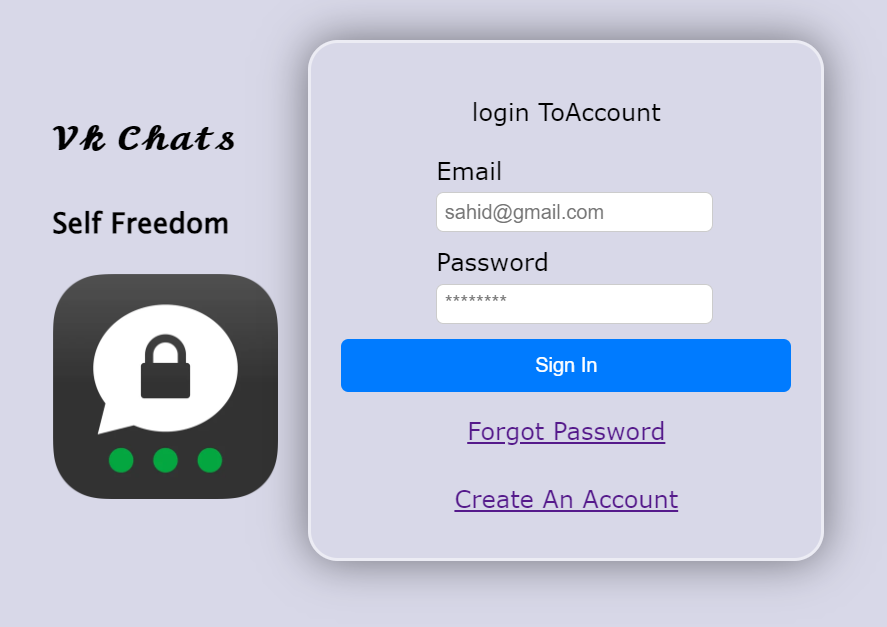 Vk Chats
Self Freedom
login ToAccount
Email
sahid@gmail.com
Password
********
Sign In
Forgot Password
Create An Account